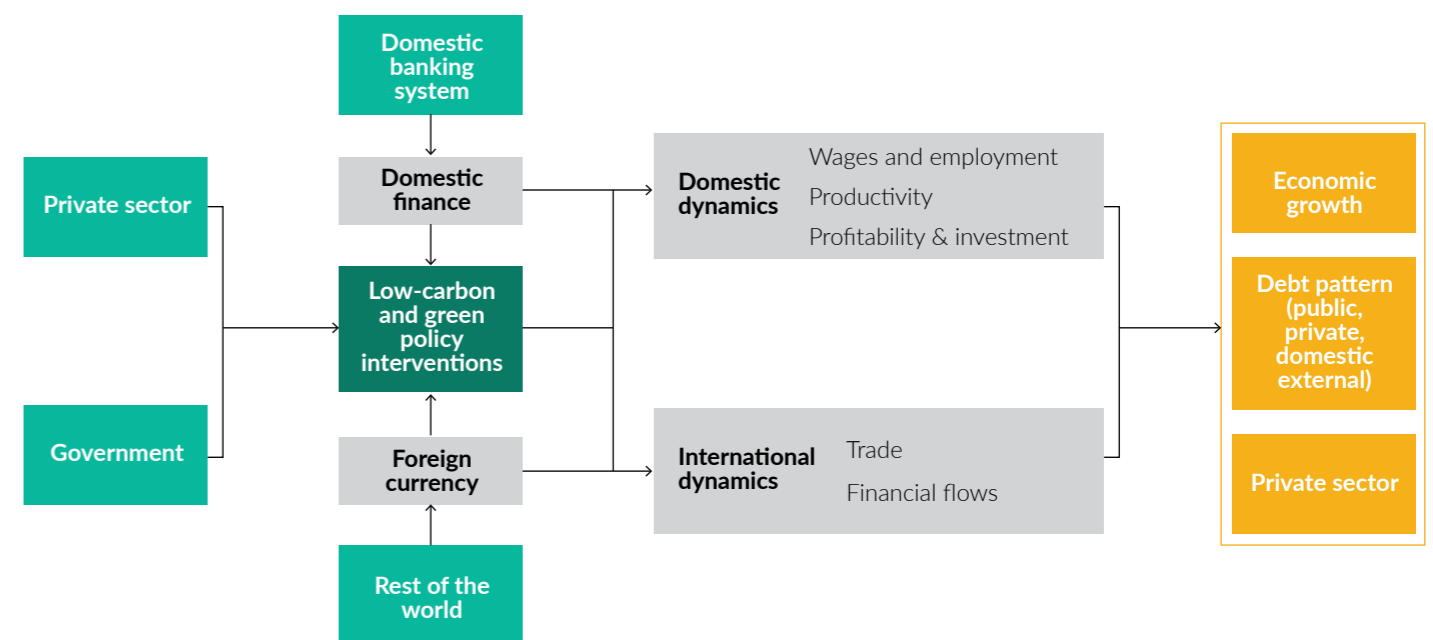 Domestic
banking
system
Private sector
Government
Domestic
finance
Low-carbon
and green
policy
interventions
Foreign
currency
Rest of the
world
Domestic
dynamics
Wages and employment
Productivity
Profitability & investment
International
dynamics
Trade
Financial flows
Economic
growth
Debt pattern
(public,
private,
domestic
external)
Private sector